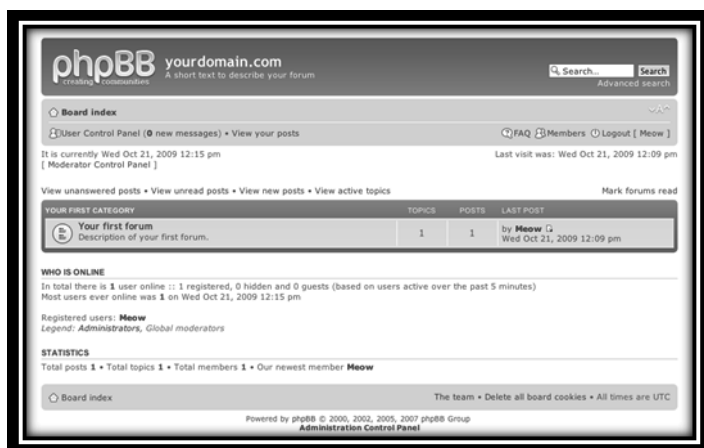 phpBB
creating communities
yourdomain.com
A short text to describe your forum
Search... Search
Advanced search
Board index
User Control Panel (0 new messages) • View your posts
FAQ Members Logout [ Meow ]
It is currently Wed Oct 21, 2009 12:15 pm
Last visit was: Wed Oct 21, 2009 12:09 pm
[ Moderator Control Panel ]
View unanswered posts • View unread posts • View new posts • View active topics
Mark forums read
YOUR FIRST CATEGORY TOPICS POSTS LAST POST
Your first forum
Description of your first forum.
1 1
by Meow
Wed Oct 21, 2009 12:09 pm
WHO IS ONLINE
In total there is 1 user online :: 1 registered, 0 hidden and 0 guests (based on users active over the past 5 minutes)
Most users ever online was 1 on Wed Oct 21, 2009 12:15 pm
Registered users: Meow
Legend: Administrators, Global moderators
STATISTICS
Total posts 1 • Total topics 1 • Total members 1 • Our newest member Meow
Board index
The team • Delete all board cookies • All times are UTC
Powered by phpBB © 2000, 2002, 2005, 2007 phpBB Group
Administration Control Panel